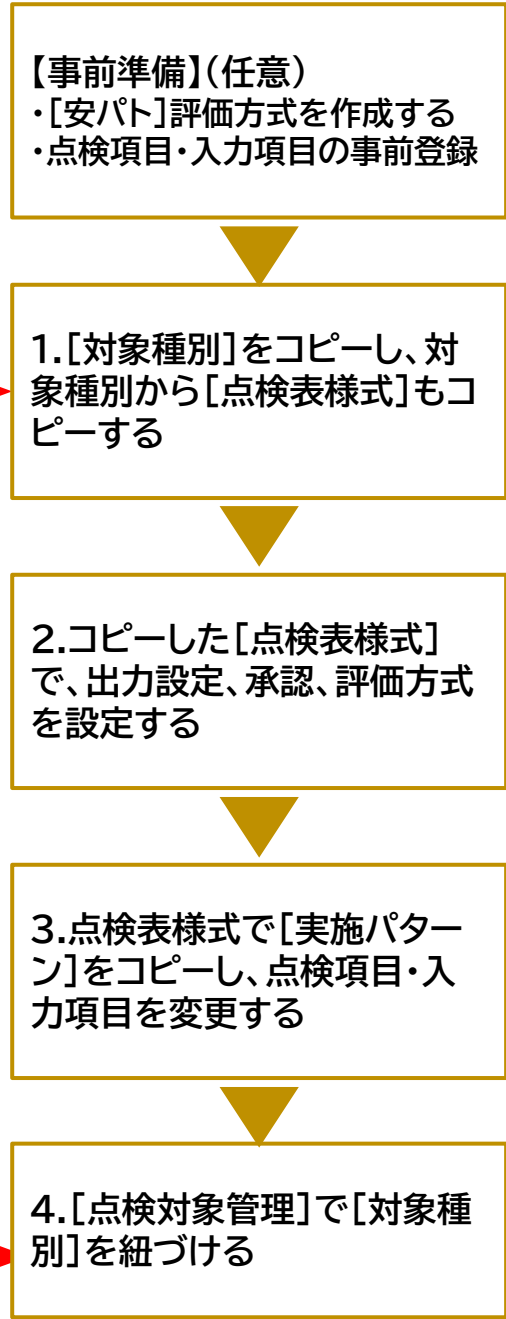 【事前準備】(任意)
・[安パト]評価方式を作成する
・点検項目・入力項目の事前登録
1.[対象種別]をコピーし、対
象種別から[点検表様式]もコ
ピーする
2.コピーした[点検表様式]
で、出力設定、承認、評価方式
を設定する
3.点検表様式で[実施パター
ン]をコピーし、点検項目・入
力項目を変更する
4.[点検対象管理]で[対象種
別]を紐づける